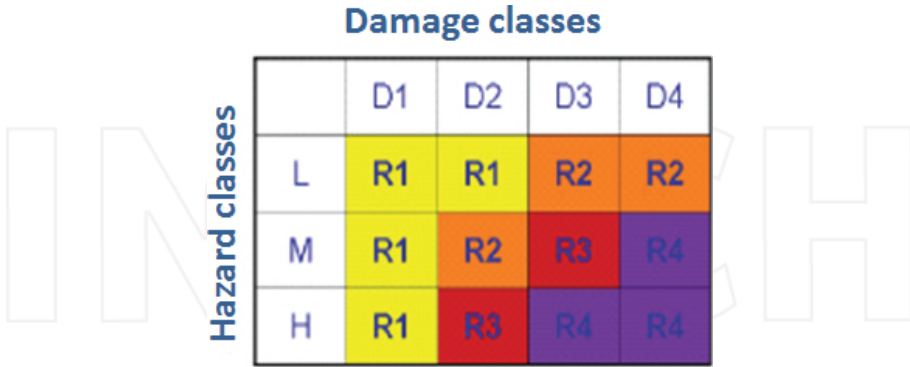 Damage classes
Hazard classes
D1 D2 D3 D4
L R1 R1 R2 R2
M R1 R2 R3 R4
H R1 R3 R4 R4